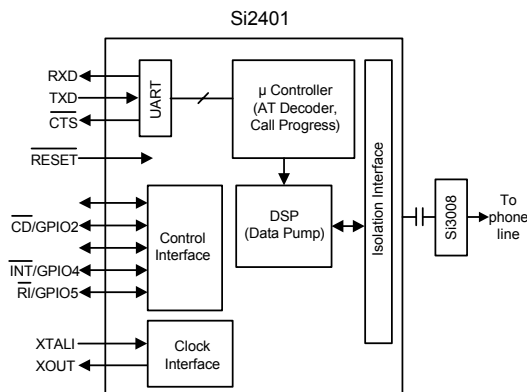 Si2401
RXD
TXD
CTS
RESET
CD/GPIO2
INT/GPIO4
RI/GPIO5
XTALI
XOUT
UART
µ Controller
(AT Decoder,
Call Progress)
DSP
(Data Pump)
Control
Interface
Clock
Interface
Isolation Interface
Si3008
To
phone
line